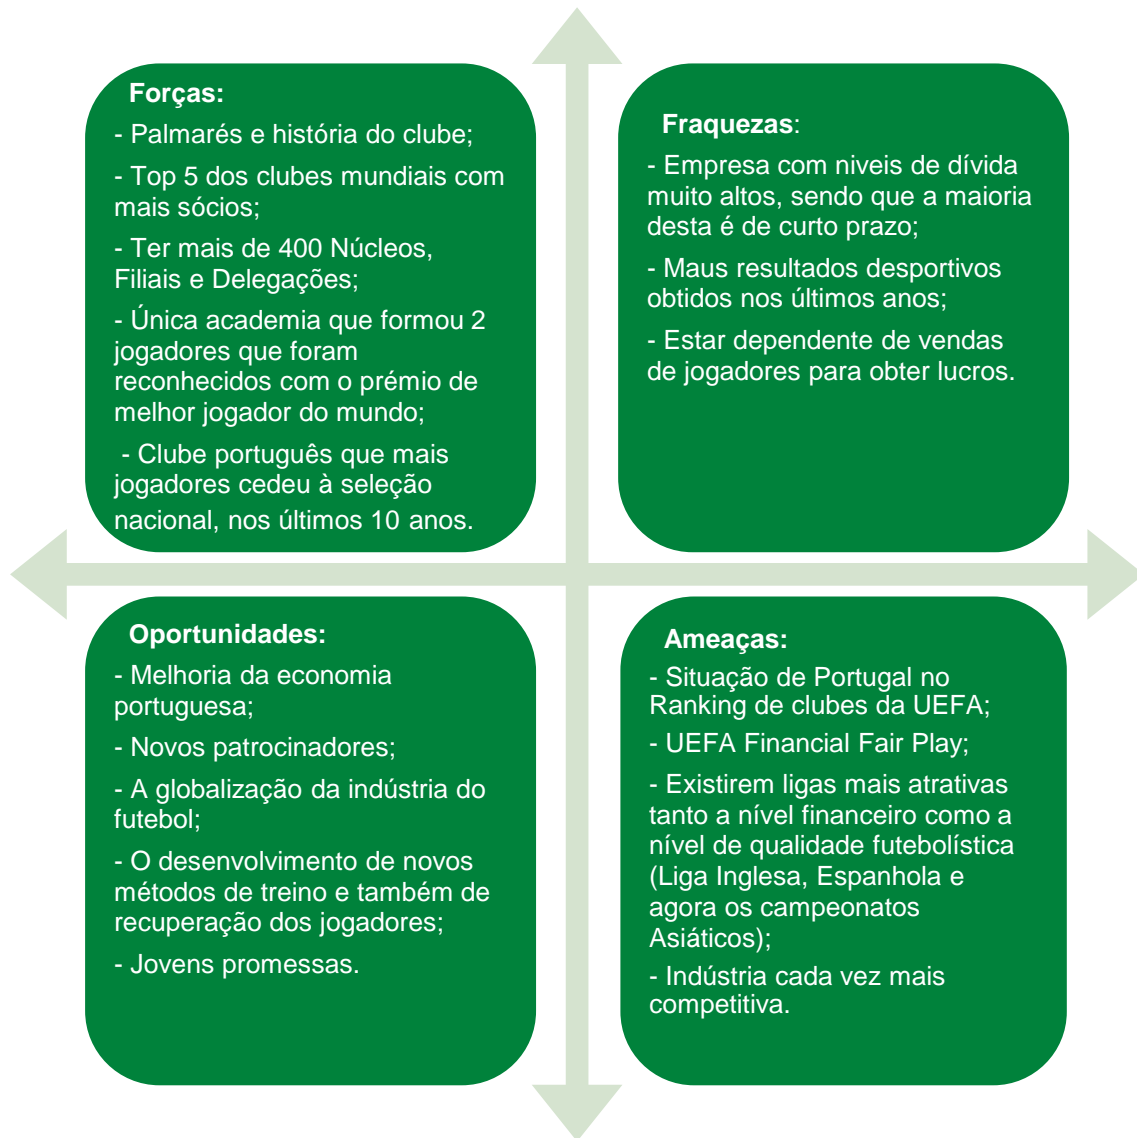 Forças:
- Palmarés e história do clube;
- Top 5 dos clubes mundiais com
mais sócios;
- Ter mais de 400 Núcleos,
Filiais e Delegações;
- Única academia que formou 2
jogadores que foram
reconhecidos com o prémio de
melhor jogador do mundo;
- Clube português que mais
jogadores cedeu à seleção
nacional, nos últimos 10 anos.
Fraquezas:
- Empresa com niveis de dívida
muito altos, sendo que a maioria
desta é de curto prazo;
- Maus resultados desportivos
obtidos nos últimos anos;
- Estar dependente de vendas
de jogadores para obter lucros.
Oportunidades:
- Melhoria da economia
portuguesa;
- Novos patrocinadores;
- A globalização da indústria do
futebol;
- O desenvolvimento de novos
métodos de treino e também de
recuperação dos jogadores;
- Jovens promessas.
Ameaças:
- Situação de Portugal no
Ranking de clubes da UEFA;
- UEFA Financial Fair Play;
- Existirem ligas mais atrativas
tanto a nível financeiro como a
nível de qualidade futebolística
(Liga Inglesa, Espanhola e
agora os campeonatos
Asiáticos);
- Indústria cada vez mais
competitiva.